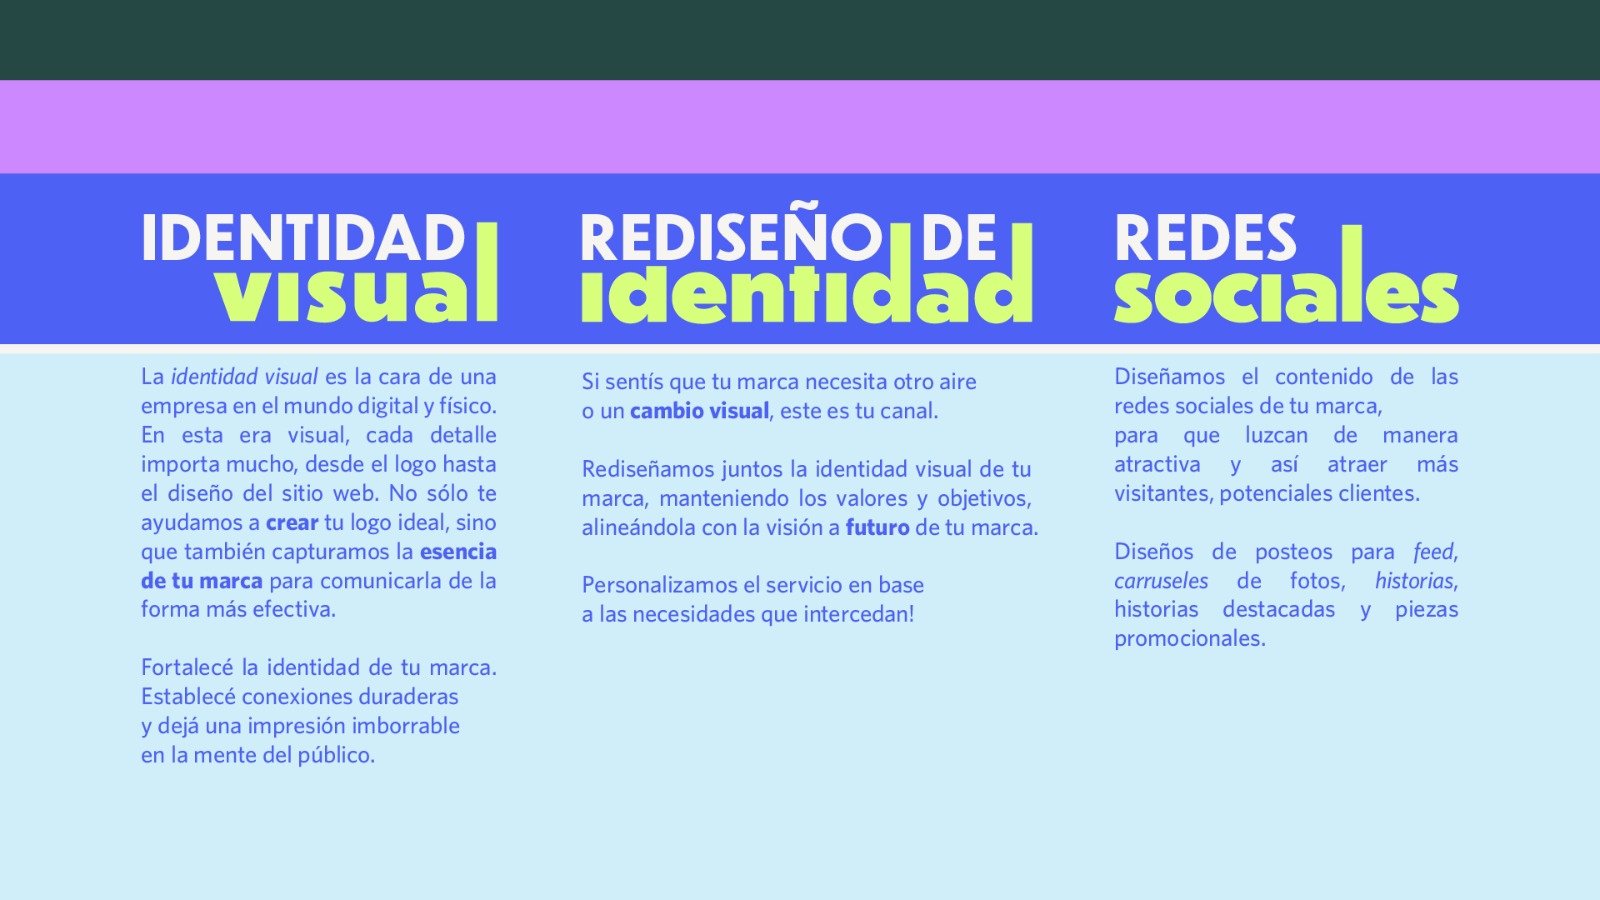 IDENTIDAD
visual
La identidad visual es la cara de una
empresa en el mundo digital y físico.
En esta era visual, cada detalle
importa mucho, desde el logo hasta
el diseño del sitio web. No sólo te
ayudamos a crear tu logo ideal, sino
que también capturamos la esencia
de tu marca para comunicarla de la
forma más efectiva.
Fortalecé la identidad de tu marca.
Establecé conexiones duraderas
y dejá una impresión imborrable
en la mente del público.
REDISEÑO DE
identidad
Si sentís que tu marca necesita otro aire
o un cambio visual, este es tu canal.
Rediseñamos juntos la identidad visual de tu
marca, manteniendo los valores y objetivos,
alineándola con la visión a futuro de tu marca.
Personalizamos el servicio en base
a las necesidades que intercedan!
REDES
sociales
Diseñamos el contenido de las
redes sociales de tu marca,
para que luzcan de manera
atractiva y así atraer más
visitantes, potenciales clientes.
Diseños de posteos para feed,
carruseles de fotos, historias,
historias destacadas y piezas
promocionales.